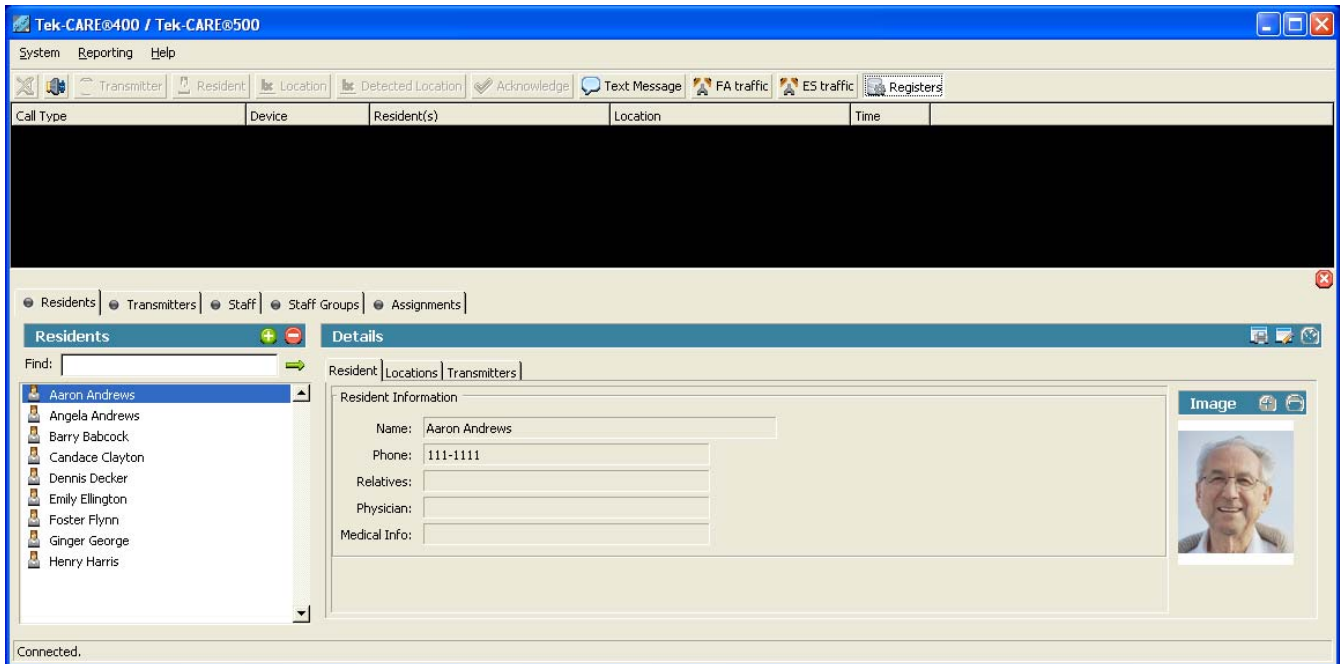 Tek-CARE®400 / Tek-CARE®500
System Reporting Help
Transmitter Resident Location Detected Location Acknowledge Text Message FA traffic ES traffic Registers
Call Type Device Resident(s) Location Time
Residents Transmitters Staff Staff Groups Assignments
Residents Details
Find:
Resident Locations Transmitters
Aaron Andrews
Angela Andrews
Barry Babcock
Candace Clayton
Dennis Decker
Emily Ellington
Foster Flynn
Ginger George
Henry Harris
Resident Information
Name: Aaron Andrews
Phone: 111-1111
Relatives:
Physician:
Medical Info:
Image
Connected.